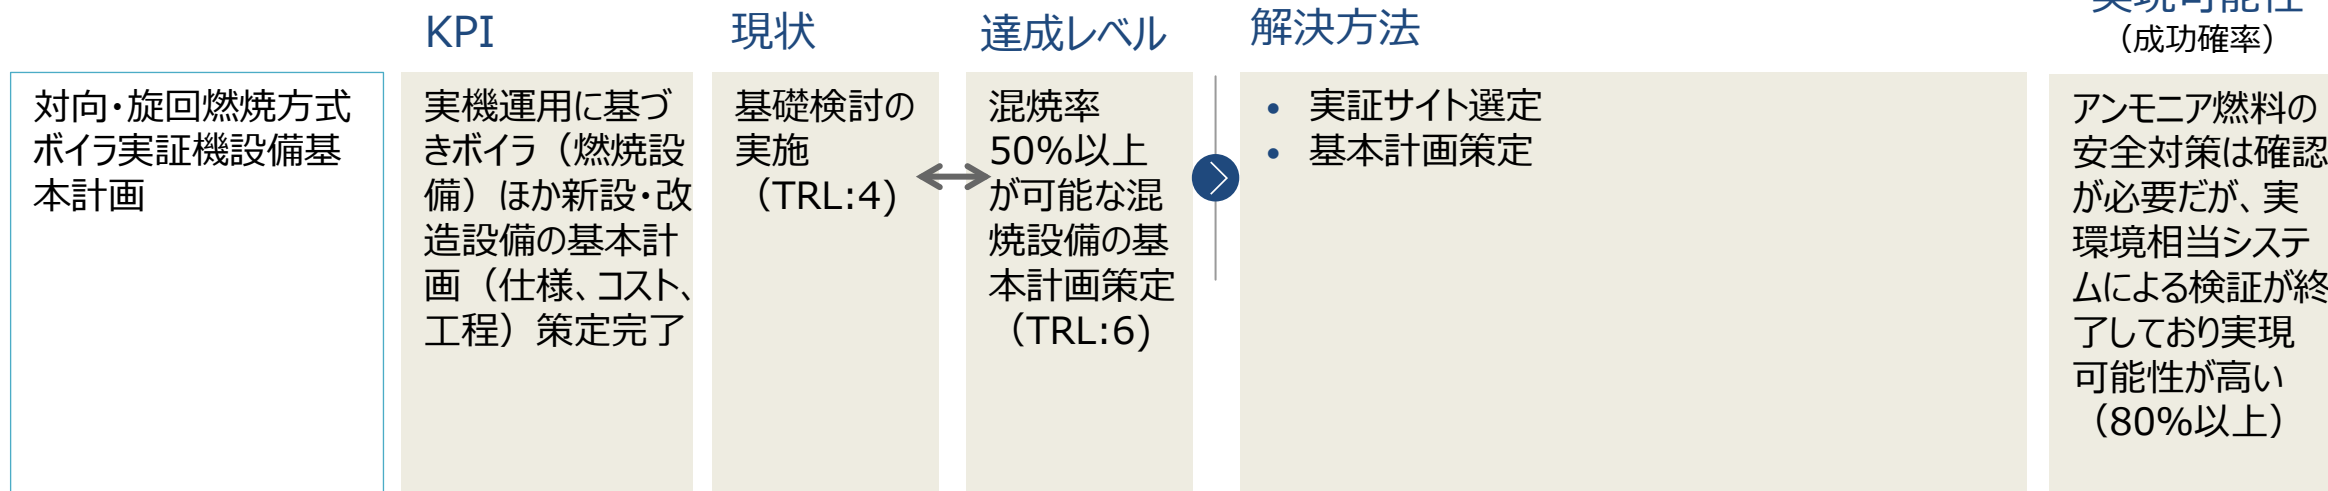 KPI
現状
達成レベル
解決方法
実現可能性
（成功確率）
対向・旋回燃焼方式
ボイラ実証機設備基
本計画
実機運用に基づ
きボイラ（燃焼設
備）ほか新設・改
造設備の基本計
画（仕様、コスト、
工程）策定完了
基礎検討の
実施
（TRL:4)
混焼率
50%以上
が可能な混
焼設備の基
本計画策定
（TRL:6)
• 実証サイト選定
• 基本計画策定
アンモニア燃料の
安全対策は確認
が必要だが、実
環境相当システ
ムによる検証が終
了しており実現
可能性が高い
（80%以上）